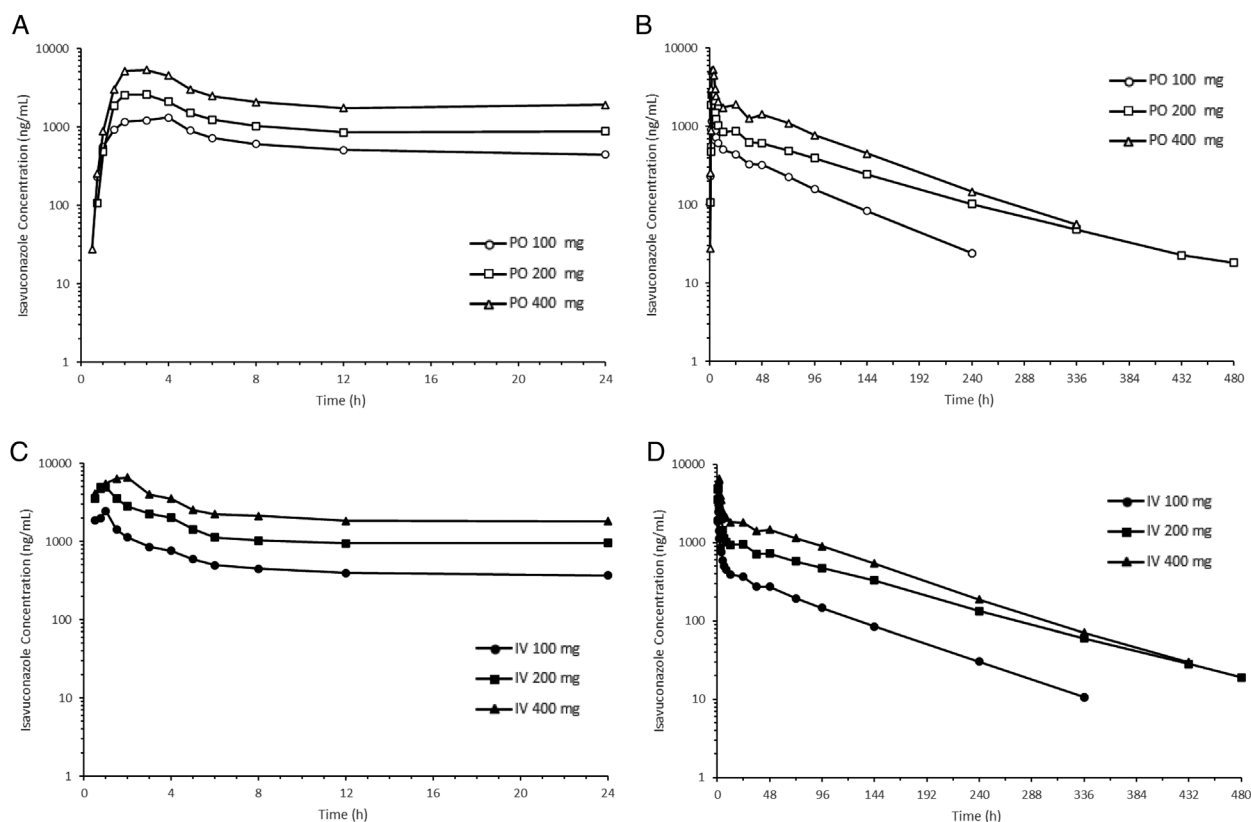 A
Isavuconazole Concentration (ng/mL)
10000
1000
100
10
1
0 4 8 12 16 20 24
Time (h)
PO 100 mg
PO 200 mg
PO 400 mg
B
Isavuconazole Concentration (ng/mL)
10000
1000
100
10
1
0 48 96 144 192 240 288 336 384 432 480
Time (h)
PO 100 mg
PO 200 mg
PO 400 mg
C
Isavuconazole Concentration (ng/mL)
10000
1000
100
10
1
0 4 8 12 16 20 24
Time (h)
IV 100 mg
IV 200 mg
IV 400 mg
D
Isavuconazole Concentration (ng/mL)
10000
1000
100
10
1
0 48 96 144 192 240 288 336 384 432 480
Time (h)
IV 100 mg
IV 200 mg
IV 400 mg